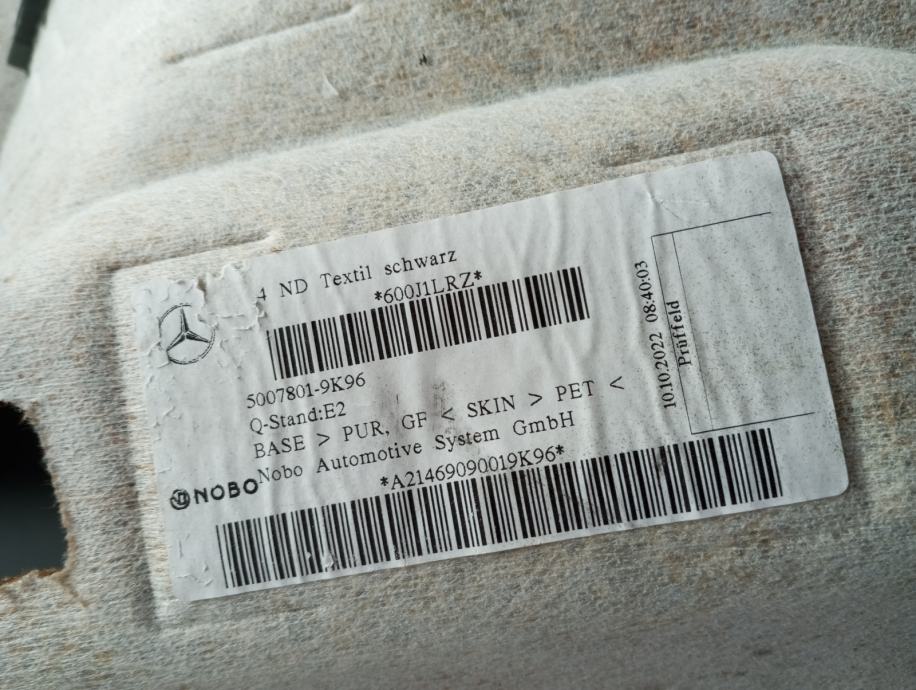 4 ND Textil schwarz
*600J1LRZ*
5007801-9K96
Q-Stand:E2
BASE > PUR, GF < SKIN > PET <
Nobo Automotive System GmbH
NOBO
*A21469090019K96*
10.10.2022 08:40:03
Prüffeld